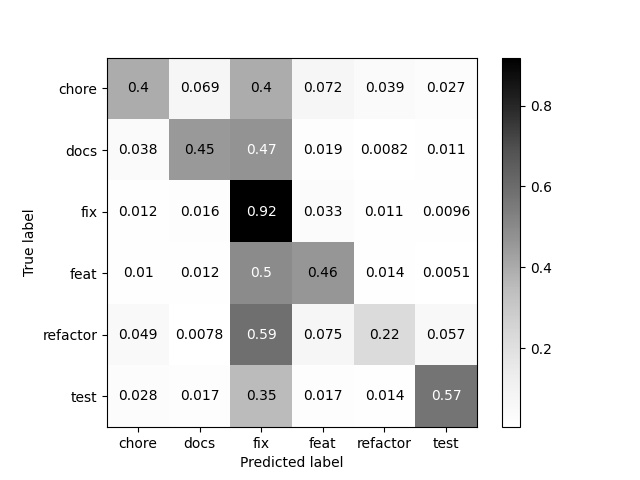 chore 0.4 0.069 0.4 0.072 0.039 0.027
docs 0.038 0.45 0.47 0.019 0.0082 0.011
fix 0.012 0.016 0.92 0.033 0.011 0.0096
feat 0.01 0.012 0.5 0.46 0.014 0.0051
refactor 0.049 0.0078 0.59 0.075 0.22 0.057
test 0.028 0.017 0.35 0.017 0.014 0.57
chore docs fix feat refactor test
Predicted label
True label
0.8
0.6
0.4
0.2